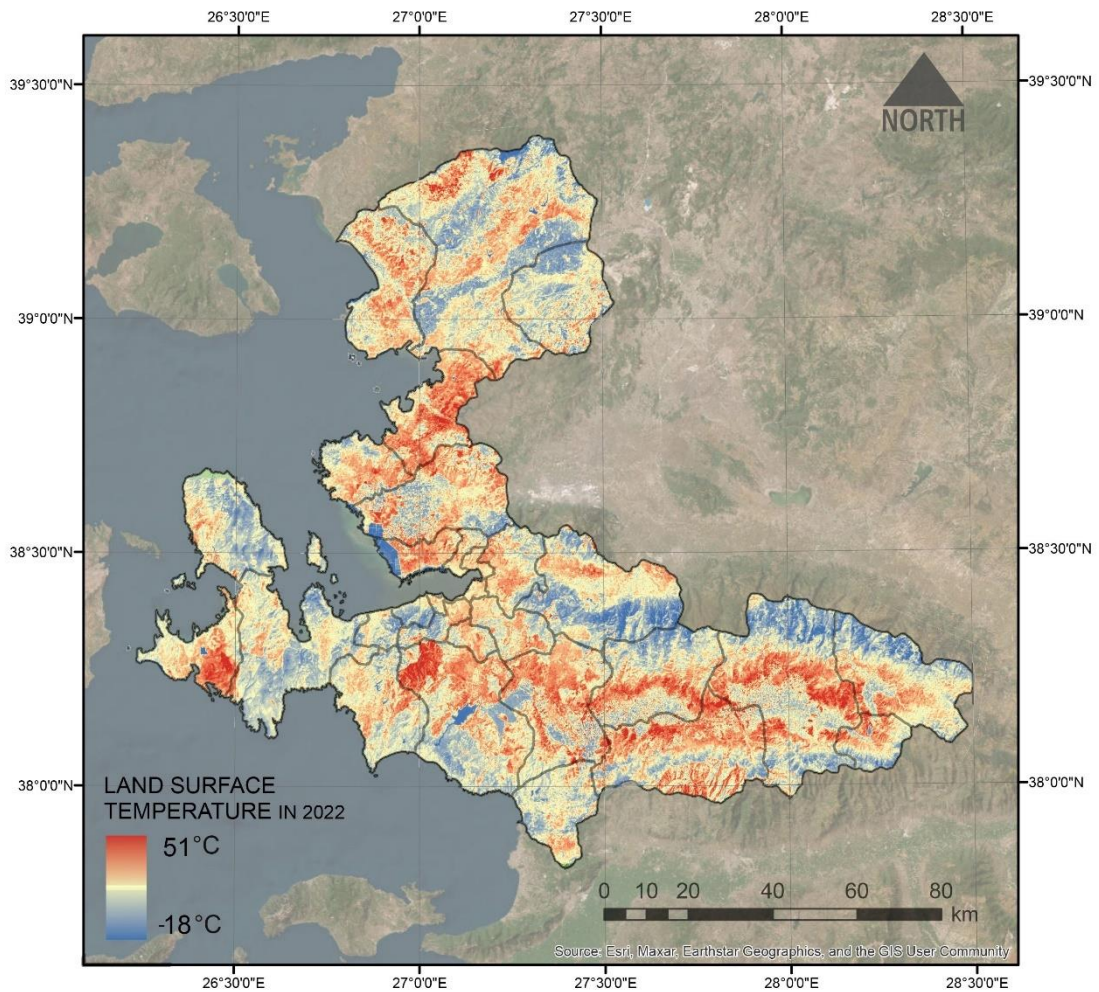 26°30'0"E 27°0'0"E 27°30'0"E 28°0'0"E 28°30'0"E
39°30'0"N 39°30'0"N
NORTH
39°0'0"N 39°0'0"N
38°30'0"N 38°30'0"N
38°0'0"N 38°0'0"N
LAND SURFACE
TEMPERATURE IN 2022
51°C
-18°C
0 10 20 40 60 80
km
Source: Esri, Maxar, Earthstar Geographics, and the GIS User Community
26°30'0"E 27°0'0"E 27°30'0"E 28°0'0"E 28°30'0"E